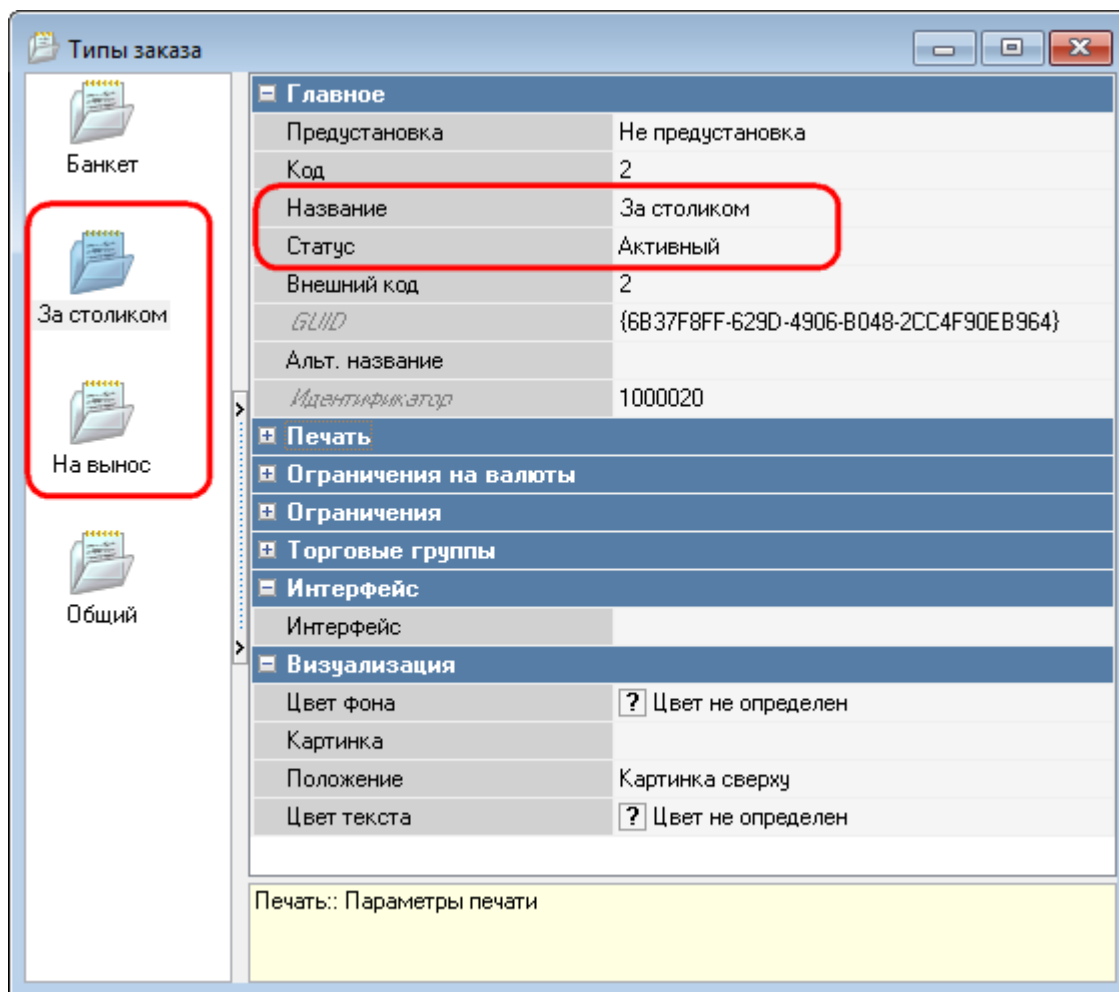 Типы заказа
Банкет
За столиком
На вынос
Общий
Главное
Предустановка Не предустановка
Код 2
Название За столиком
Статус Активный
Внешний код 2
GUID {6B37F8FF-629D-4906-B048-2CC4F90EB964}
Альт. название
Идентификатор 1000020
Печать
Ограничения на валюты
Ограничения
Торговые группы
Интерфейс
Интерфейс
Визуализация
Цвет фона ? Цвет не определен
Картинка
Положение Картинка сверху
Цвет текста ? Цвет не определен
Печать:: Параметры печати